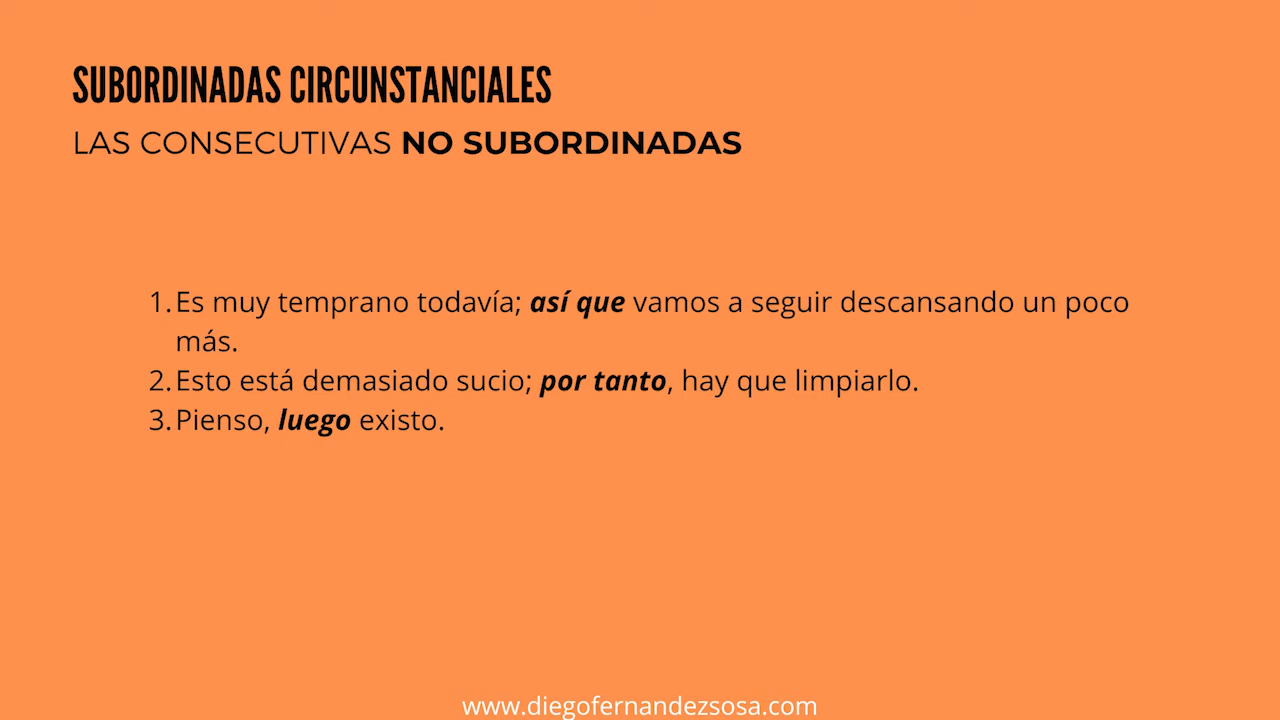 SUBORDINADAS CIRCUNSTANCIALES
LAS CONSECUTIVAS NO SUBORDINADAS
1. Es muy temprano todavía; así que vamos a seguir descansando un poco
más.
2. Esto está demasiado sucio; por tanto, hay que limpiarlo.
3. Pienso, luego existo.
www.diegofernandezsosa.com